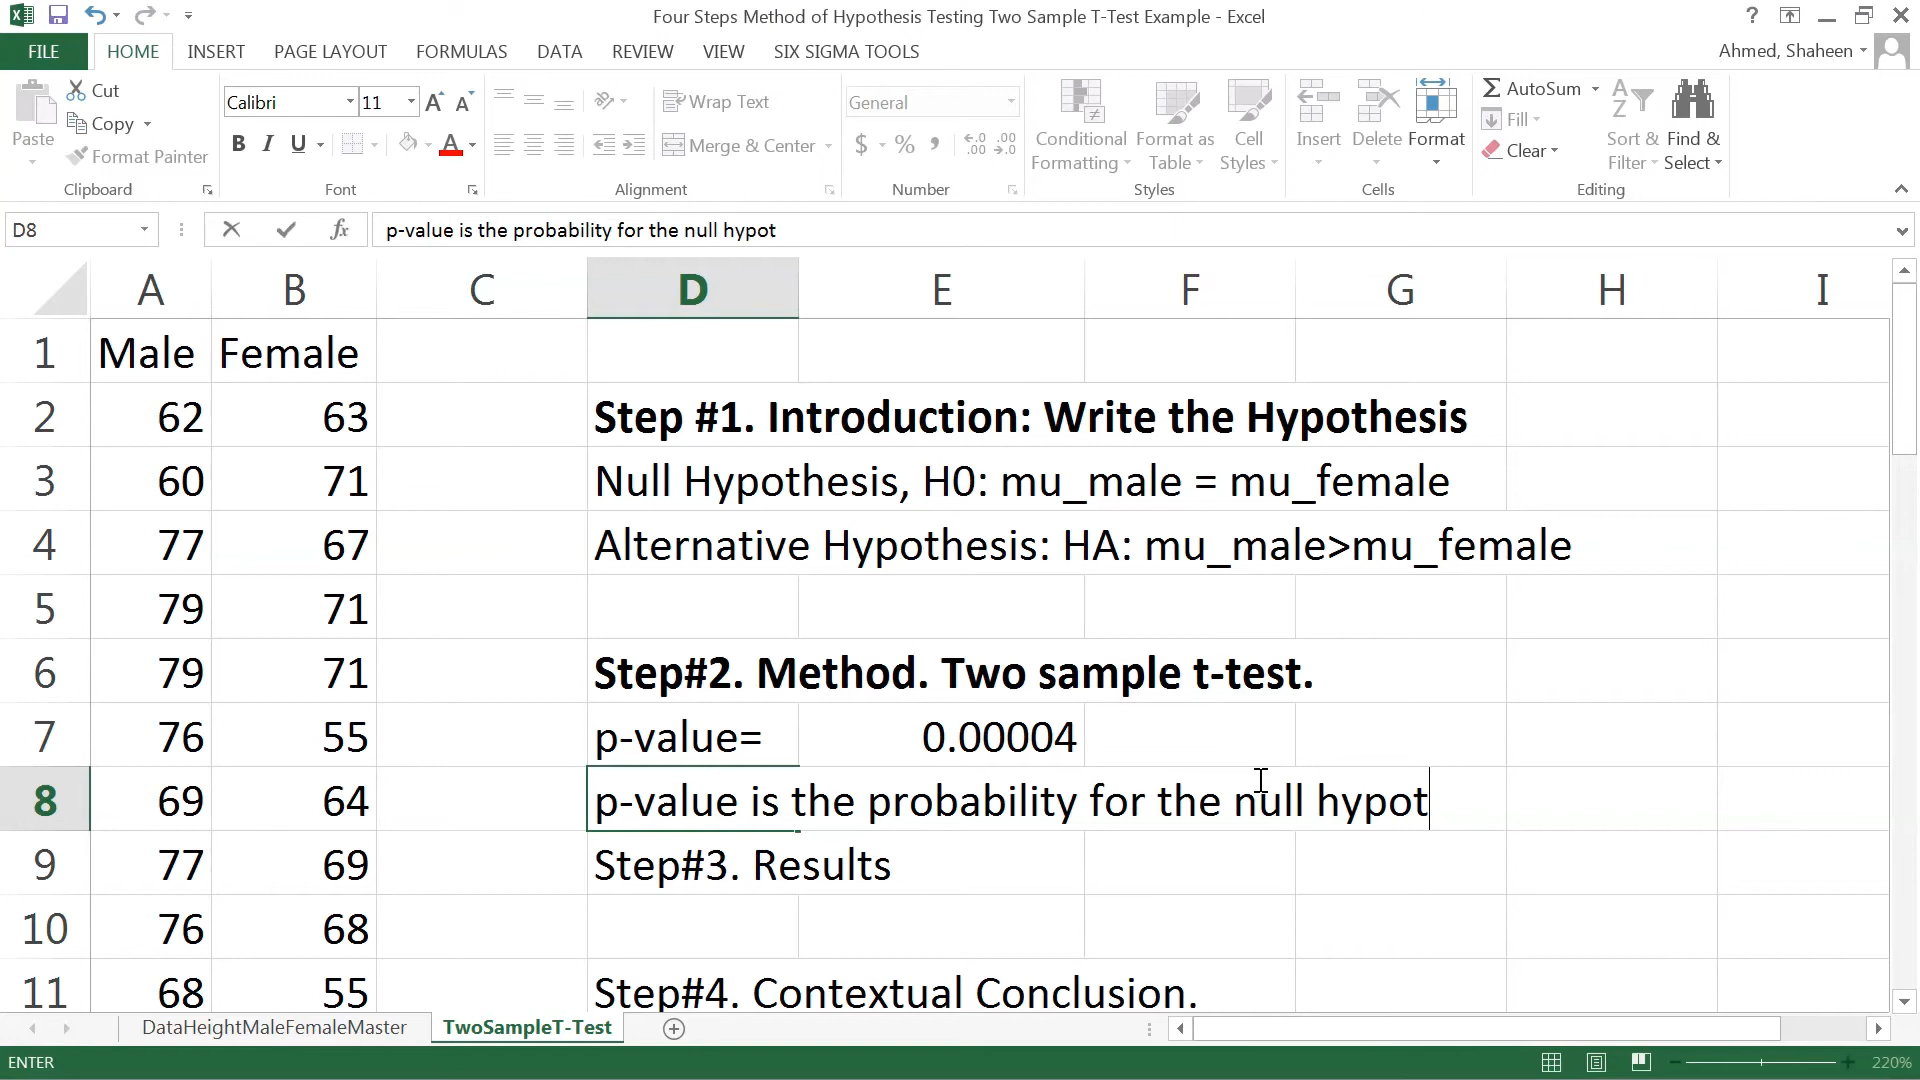 Four Steps Method of Hypothesis Testing Two Sample T-Test Example - Excel
?
FILE HOME INSERT PAGE LAYOUT FORMULAS DATA REVIEW VIEW SIX SIGMA TOOLS Ahmed, Shaheen
Paste
Cut
Copy
Format Painter
Clipboard
Calibri 11
B I U A
Font
Wrap Text
Merge & Center
Alignment
General
$ % ,
Number
Conditional Formatting
Format as Table
Cell Styles
Styles
Insert Delete Format
Cells
AutoSum
Fill
Clear
Sort & Filter
Find & Select
Editing
D8 fx p-value is the probability for the null hypot
A B C D E F G H I
1 Male Female
2 62 63 Step #1. Introduction: Write the Hypothesis
3 60 71 Null Hypothesis, H0: mu_male = mu_female
4 77 67 Alternative Hypothesis: HA: mu_male>mu_female
5 79 71
6 79 71 Step#2. Method. Two sample t-test.
7 76 55 p-value= 0.00004
8 69 64 p-value is the probability for the null hypot
9 77 69 Step#3. Results
10 76 68
11 68 55 Step#4. Contextual Conclusion.
DataHeightMaleFemaleMaster TwoSampleT-Test
ENTER 220%